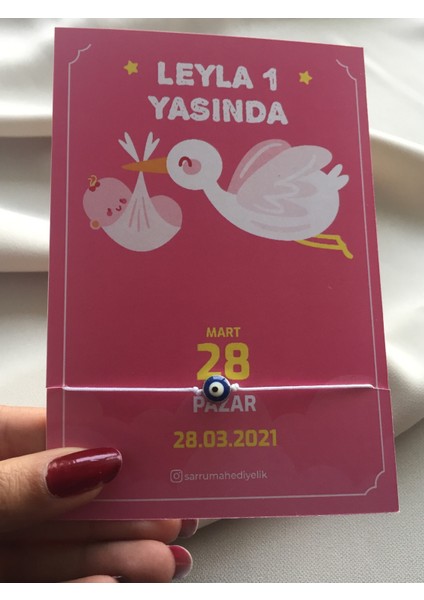 LEYLA 1
YASINDA
MART
28
PAZAR
28.03.2021
sarrumahediyelik